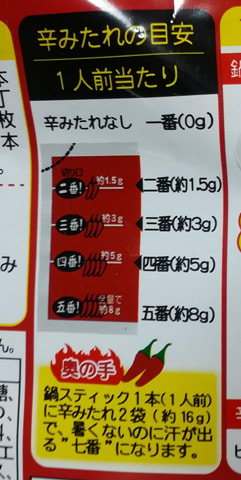 辛みたれの目安
1人前当たり
辛みたれなし 一番(0g)
切り口
二番! 約1.5g 二番(約1.5g)
三番! 約3g 三番(約3g)
四番! 約5g 四番(約5g)
五番! 全量で約8g 五番(約8g)
奥の手
鍋スティック1本(1人前)
に辛みたれ2袋(約16g)
で、暑くないのに汗が出
る"七番"になります。